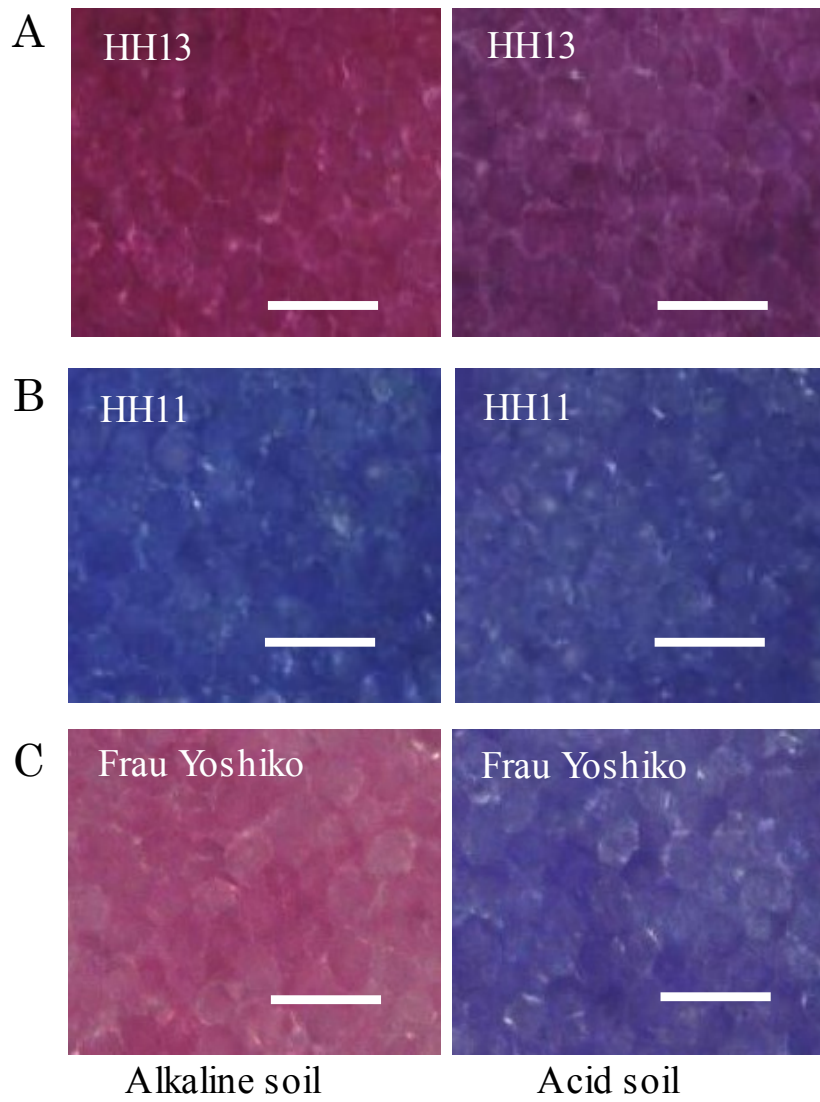 A
HH13
HH13
B
HH11
HH11
C
Frau Yoshiko
Frau Yoshiko
Alkaline soil
Acid soil